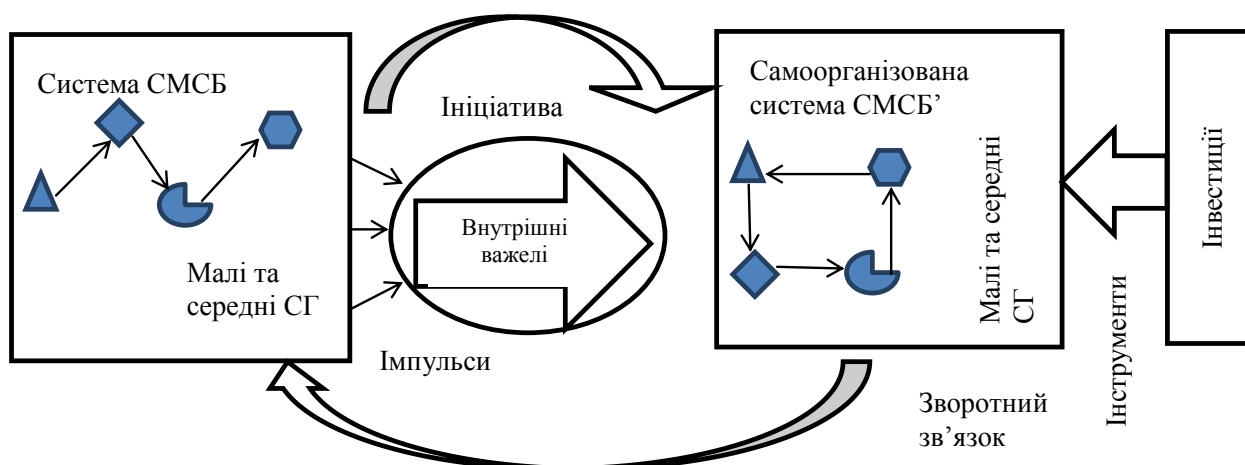 Система СМСБ
Малі та
середні СГ
Ініціатива
Внутрішні
важелі
Імпульси
Самоорганізована
система СМСБ’
Малі та середні
СГ
Зворотний
зв’язок
Інструменти
Інвестиції